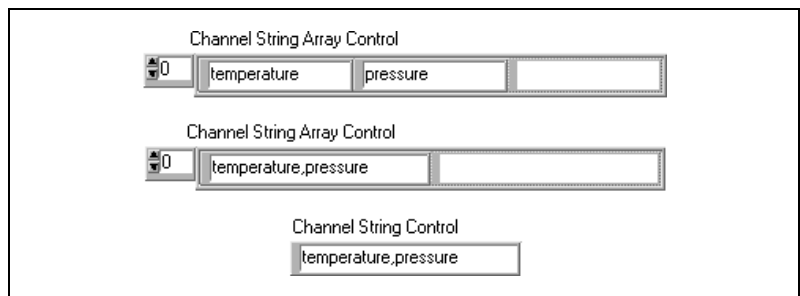 Channel String Array Control
0 temperature pressure
Channel String Array Control
0 temperature,pressure
Channel String Control
temperature,pressure